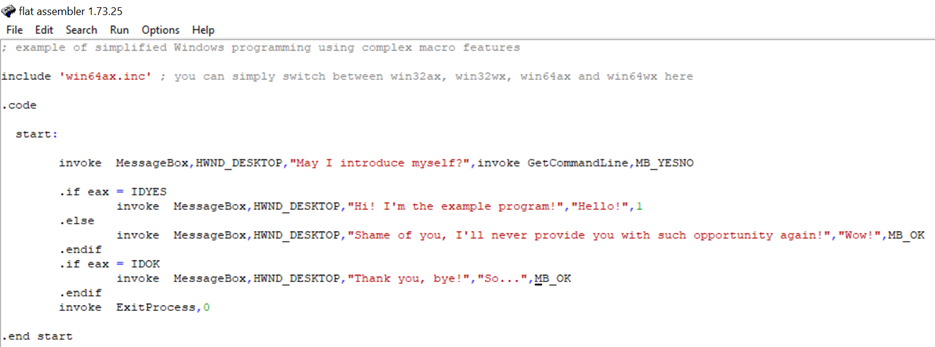 flat assembler 1.73.25
File Edit Search Run Options Help
; example of simplified Windows programming using complex macro features
include 'win64ax.inc' ; you can simply switch between win32ax, win32wx, win64ax and win64wx here
.code
start:
invoke MessageBox,HWND_DESKTOP,"May I introduce myself?",invoke GetCommandLine,MB_YESNO
.if eax = IDYES
invoke MessageBox,HWND_DESKTOP,"Hi! I'm the example program!","Hello!",1
.else
invoke MessageBox,HWND_DESKTOP,"Shame of you, I'll never provide you with such opportunity again!","Wow!",MB_OK
.endif
.if eax = IDOK
invoke MessageBox,HWND_DESKTOP,"Thank you, bye!","So...",MB_OK
.endif
invoke ExitProcess,0
.end start